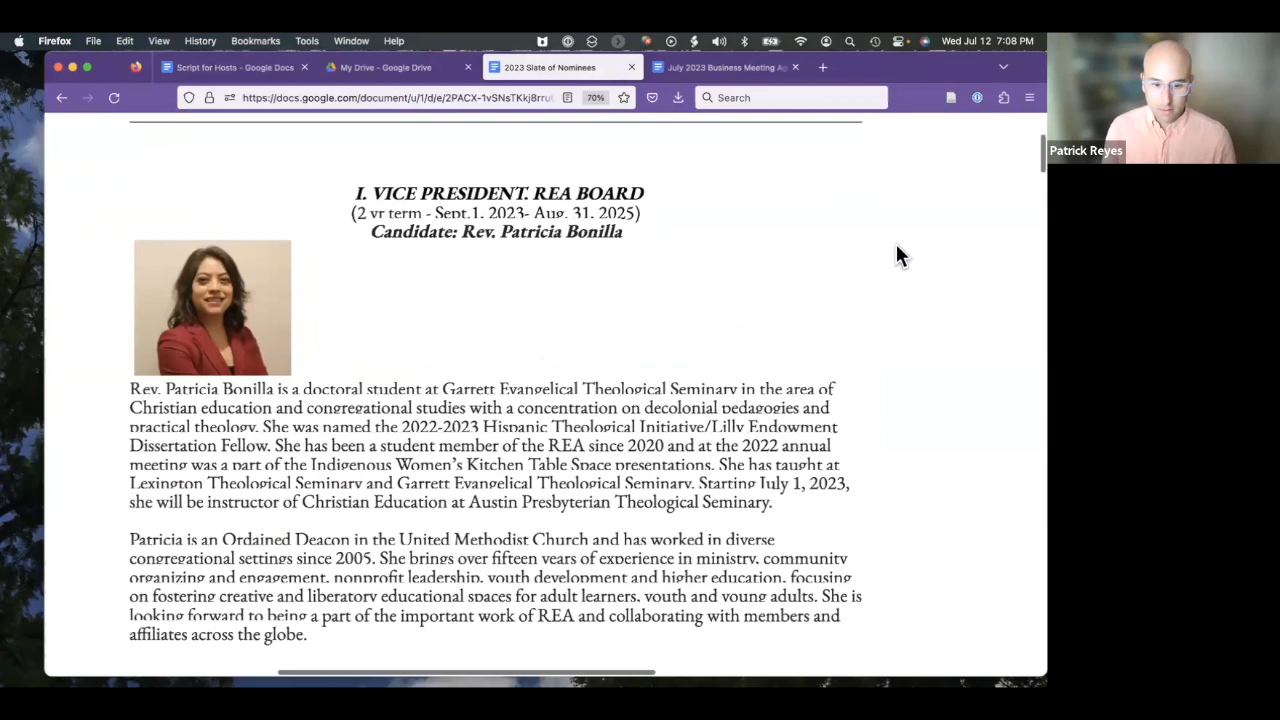 Firefox File Edit View History Bookmarks Tools Window Help Wed Jul 12 7:08 PM
Script for Hosts - Google Docs My Drive - Google Drive 2023 Slate of Nominees July 2023 Business Meeting Ag
https://docs.google.com/document/u/1/d/e/2PACX-1vSNsTKkj8rru 70% Search
Patrick Reyes
I. VICE PRESIDENT. REA BOARD
(2 yr term - Sept.1, 2023- Aug. 31, 2025)
Candidate: Rev. Patricia Bonilla
Rev. Patricia Bonilla is a doctoral student at Garrett Evangelical Theological Seminary in the area of
Christian education and congregational studies with a concentration on decolonial pedagogies and
practical theology. She was named the 2022-2023 Hispanic Theological Initiative/Lilly Endowment
Dissertation Fellow. She has been a student member of the REA since 2020 and at the 2022 annual
meeting was a part of the Indigenous Women's Kitchen Table Space presentations. She has taught at
Lexington Theological Seminary and Garrett Evangelical Theological Seminary. Starting July 1, 2023,
she will be instructor of Christian Education at Austin Presbyterian Theological Seminary.
Patricia is an Ordained Deacon in the United Methodist Church and has worked in diverse
congregational settings since 2005. She brings over fifteen years of experience in ministry, community
organizing and engagement, nonprofit leadership, youth development and higher education, focusing
on fostering creative and liberatory educational spaces for adult learners, youth and young adults. She is
looking forward to being a part of the important work of REA and collaborating with members and
affiliates across the globe.